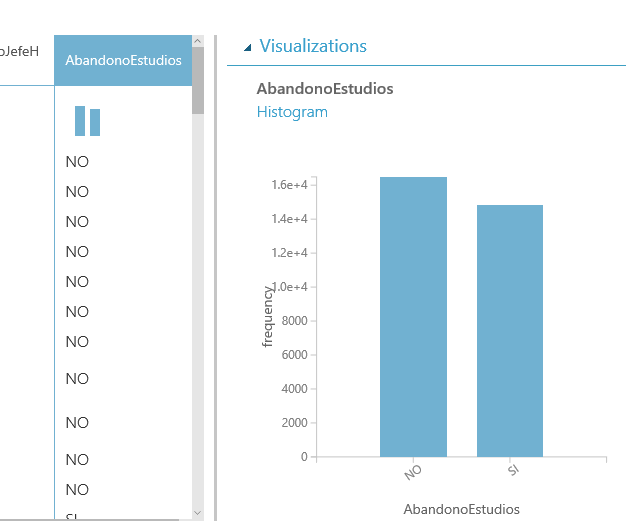 oJefeH
AbandonoEstudios
NO
NO
NO
NO
NO
NO
NO
NO
NO
NO
NO
SI
Visualizations
AbandonoEstudios
Histogram
frequency
1.6e+4
1.4e+4
1.2e+4
1.0e+4
8000
6000
4000
2000
0
NO
SI
AbandonoEstudios